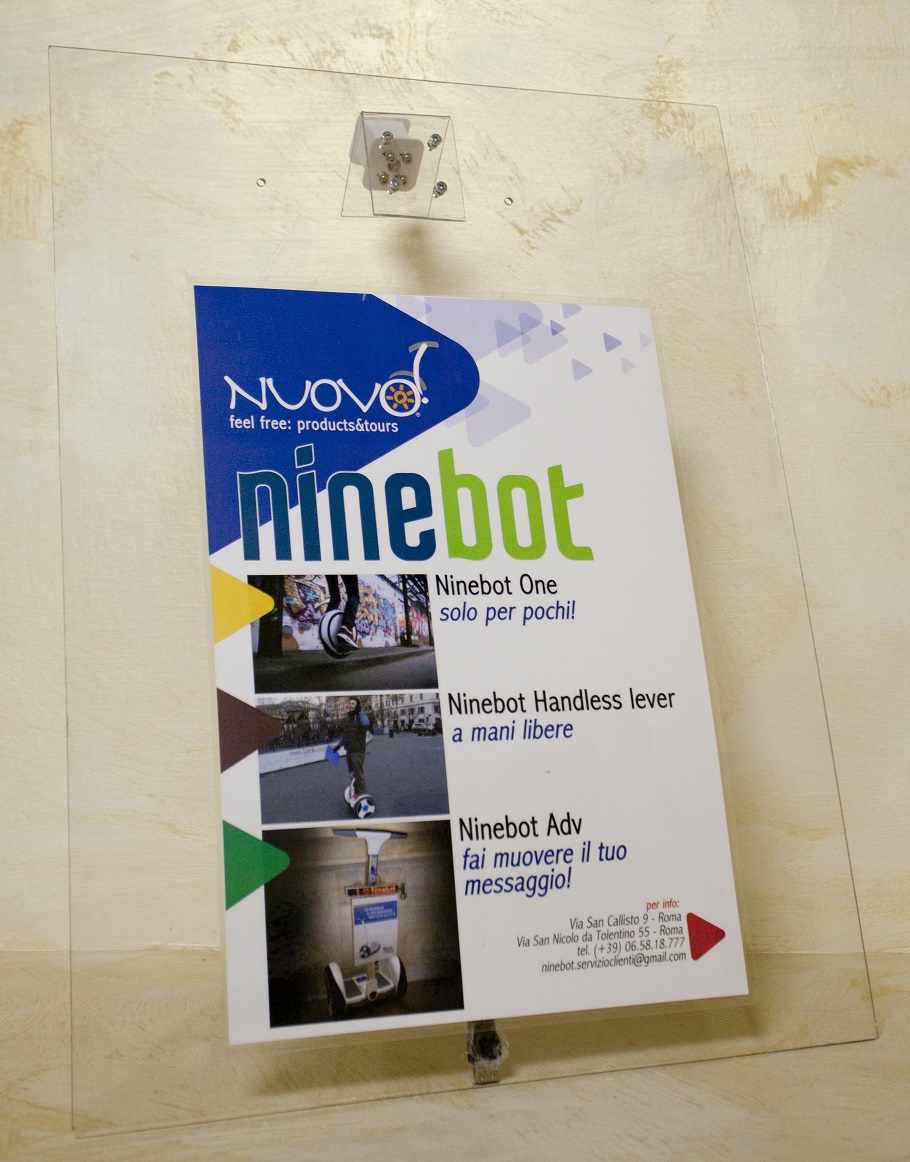 NUOVO!
feel free: products&tours
ninebot
Ninebot One
solo per pochi!
Ninebot Handless lever
a mani libere
Ninebot Adv
fai muovere il tuo
messaggio!
per info:
Via San Callisto 9 - Roma
Via San Nicolo da Tolentino 55 - Roma
tel. (+39) 06.58.18.777
ninebot.servizioclienti@gmail.com